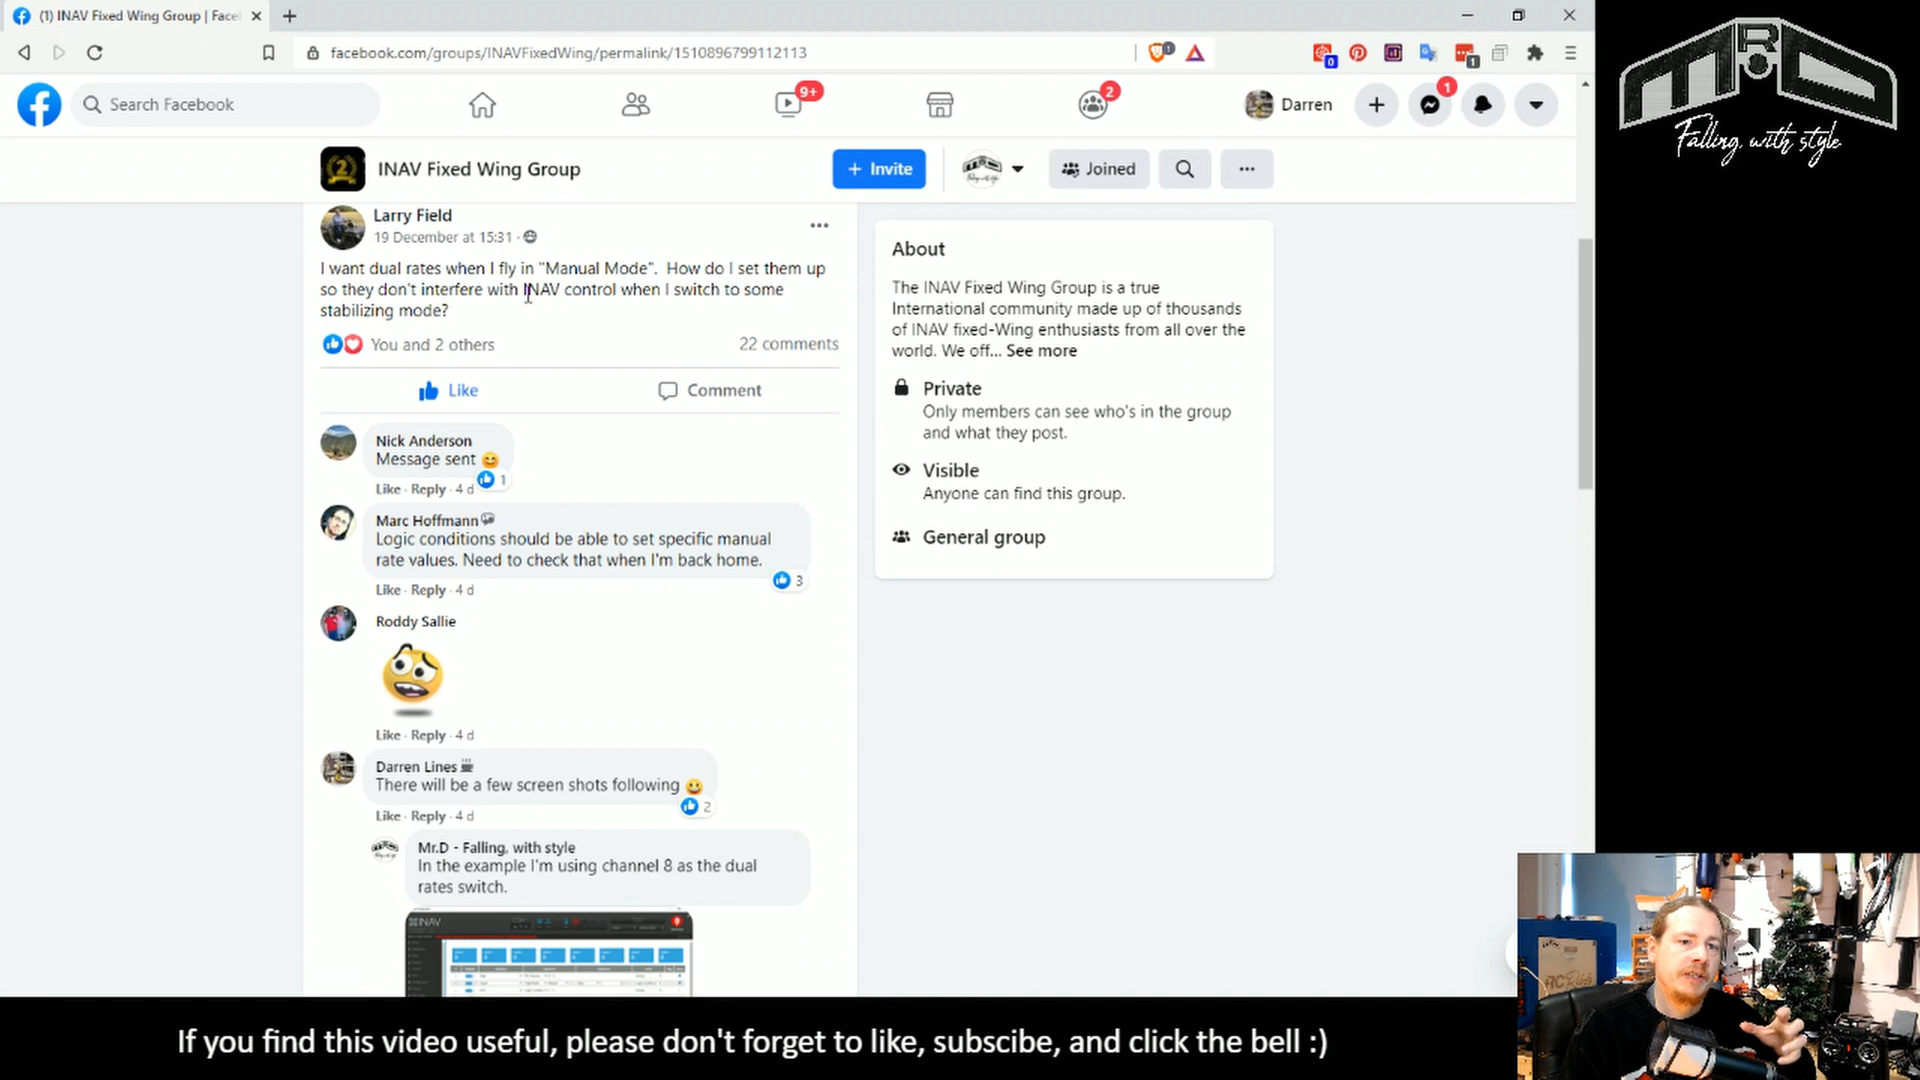 (1) INAV Fixed Wing Group | Face
facebook.com/groups/INAVFixedWing/permalink/1510896799112113
1
0
1
Search Facebook
9+
2
Darren
1
INAV Fixed Wing Group
+ Invite
Joined
MRD
Falling, with style
Larry Field
19 December at 15:31 ·
I want dual rates when I fly in "Manual Mode". How do I set them up
so they don't interfere with INAV control when I switch to some
stabilizing mode?
You and 2 others
22 comments
Like
Comment
Nick Anderson
Message sent 😊
1
Like · Reply · 4 d
Marc Hoffmann
Logic conditions should be able to set specific manual
rate values. Need to check that when I'm back home.
3
Like · Reply · 4 d
Roddy Sallie
Like · Reply · 4 d
Darren Lines
There will be a few screen shots following 😀
2
Like · Reply · 4 d
Mr.D - Falling, with style
In the example I'm using channel 8 as the dual
rates switch.
INAV
About
The INAV Fixed Wing Group is a true
International community made up of thousands
of INAV fixed-Wing enthusiasts from all over the
world. We off... See more
Private
Only members can see who's in the group
and what they post.
Visible
Anyone can find this group.
General group
If you find this video useful, please don't forget to like, subscibe, and click the bell :)